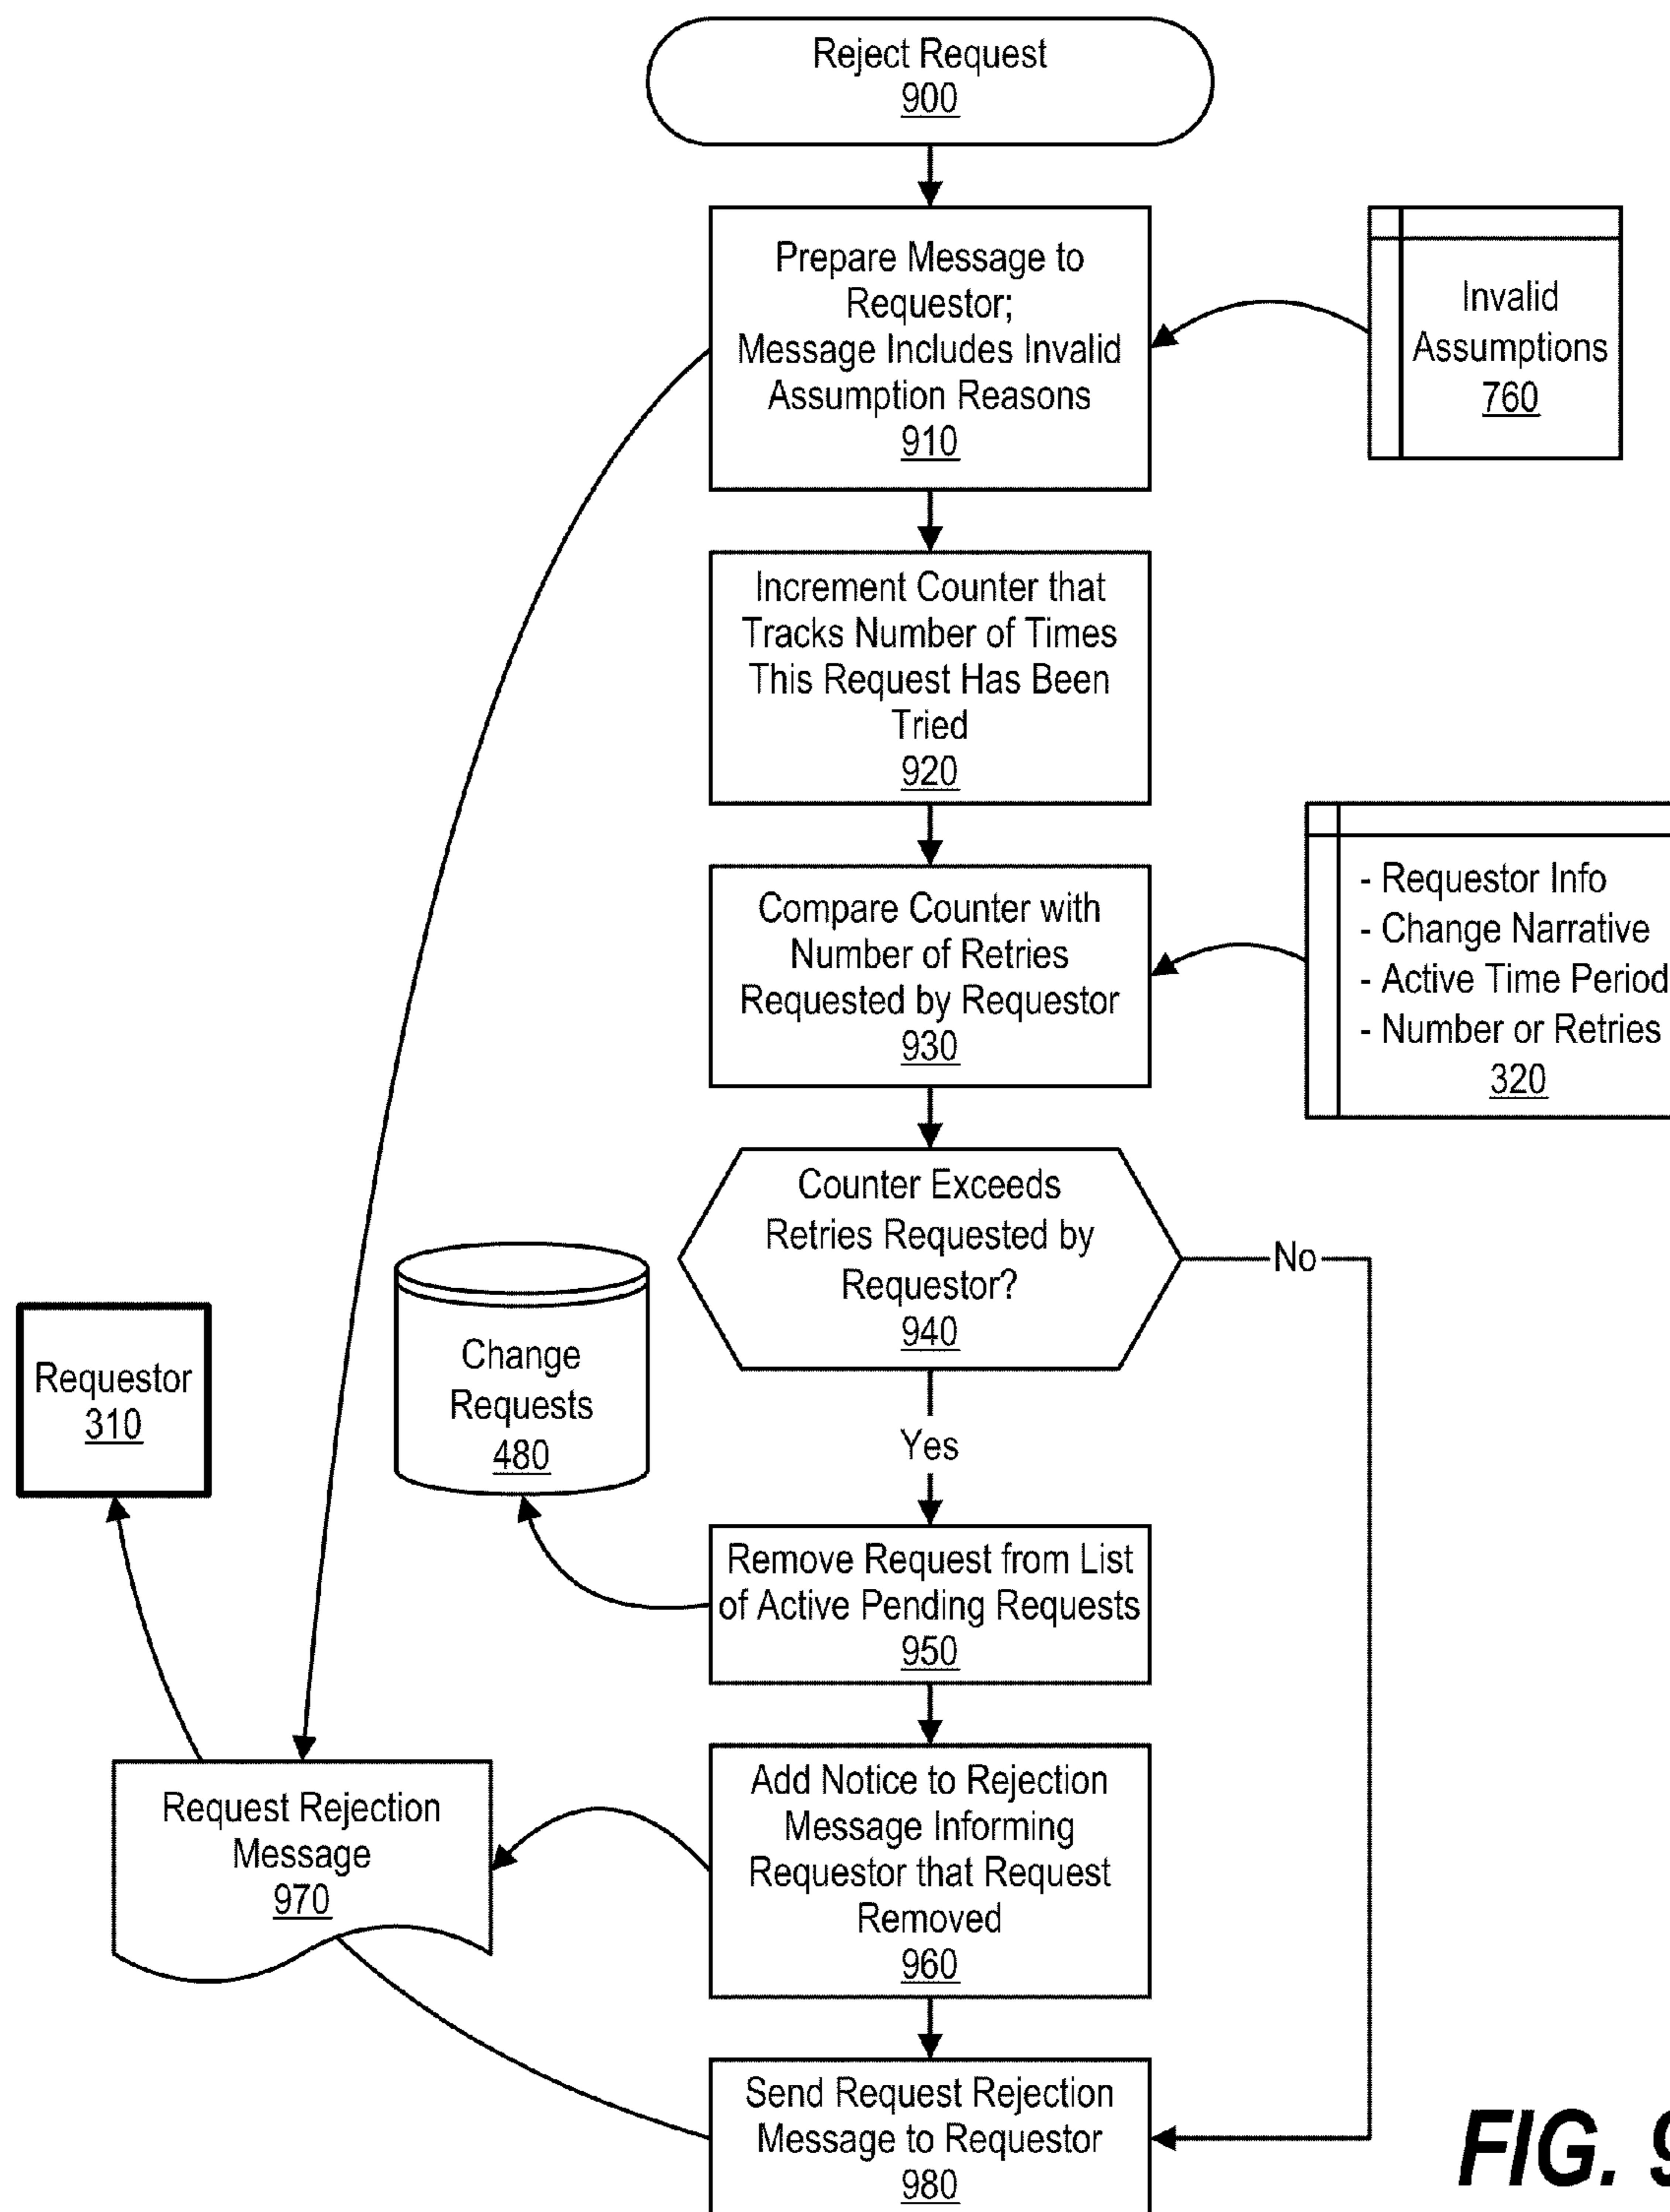 Reject Request
900
Prepare Message to
Requestor;
Message Includes Invalid
Assumption Reasons
910
Invalid
Assumptions
760
Increment Counter that
Tracks Number of Times
This Request Has Been
Tried
920
Compare Counter with
Number of Retries
Requested by Requestor
930
- Requestor Info
- Change Narrative
- Active Time Period
- Number or Retries
320
Counter Exceeds
Retries Requested by
Requestor?
940
No
Yes
Change
Requests
480
Requestor
310
Remove Request from List
of Active Pending Requests
950
Add Notice to Rejection
Message Informing
Requestor that Request
Removed
960
Request Rejection
Message
970
Send Request Rejection
Message to Requestor
980
FIG. 9